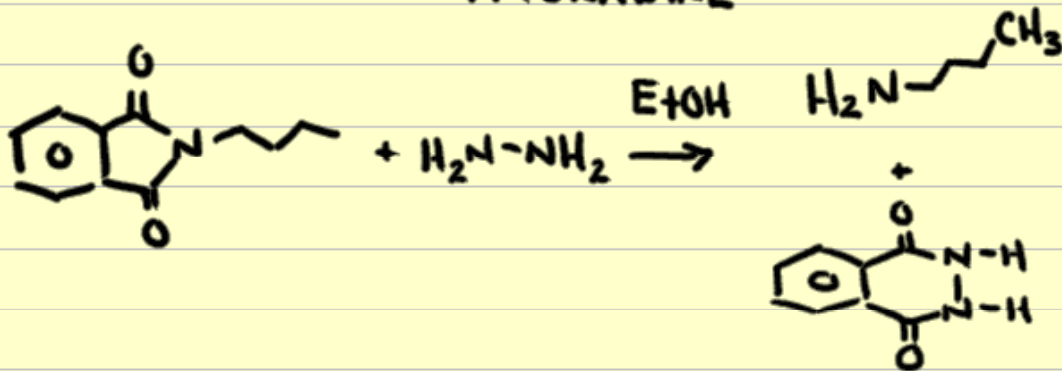 CH3
O
EtOH H2N
N + H2N-NH2 →
+
O
O
N-H
N-H
O